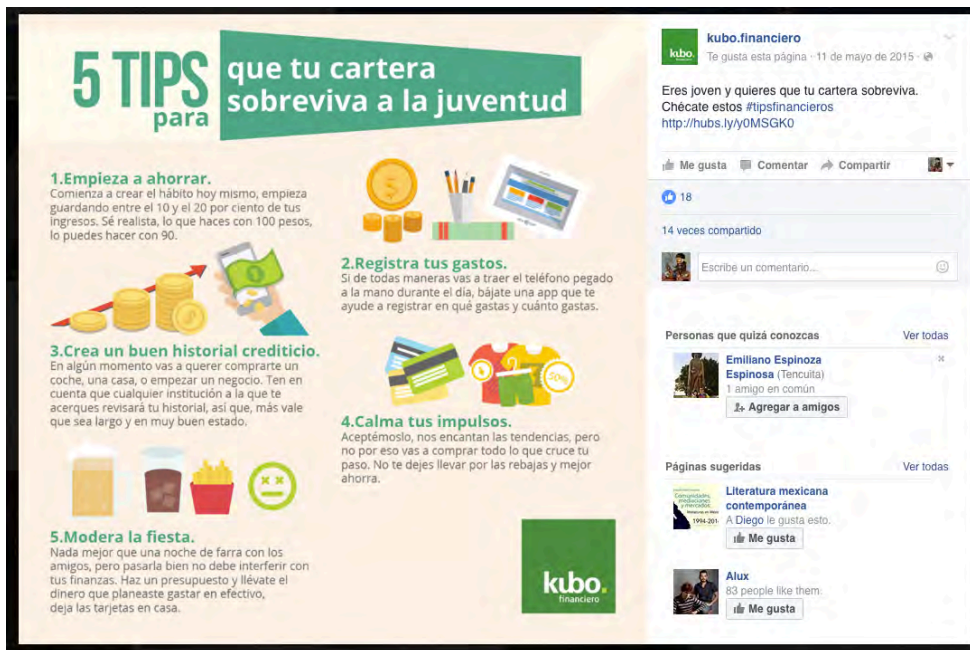 5 TIPS
para
que tu cartera
sobreviva a la juventud
1.Empieza a ahorrar.
Comienza a crear el hábito hoy mismo, empieza
guardando entre el 10 y el 20 por ciento de tus
ingresos. Sé realista, lo que haces con 100 pesos,
lo puedes hacer con 90.
2.Registra tus gastos.
Si de todas maneras vas a traer el teléfono pegado
a la mano durante el día, bájate una app que te
ayude a registrar en qué gastas y cuánto gastas.
3.Crea un buen historial crediticio.
En algún momento vas a querer comprarte un
coche, una casa, o empezar un negocio. Ten en
cuenta que cualquier institución a la que te
acerques revisará tu historial, así que, más vale
que sea largo y en muy buen estado.
50%
4.Calma tus impulsos.
Aceptémoslo, nos encantan las tendencias, pero
no por eso vas a comprar todo lo que cruce tu
paso. No te dejes llevar por las rebajas y mejor
ahorra.
5.Modera la fiesta.
Nada mejor que una noche de farra con los
amigos, pero pasarla bien no debe interferir con
tus finanzas. Haz un presupuesto y llévate el
dinero que planeaste gastar en efectivo,
deja las tarjetas en casa.
kubo.
financiero
kubo.
kubo.financiero
Te gusta esta página · 11 de mayo de 2015 ·
Eres joven y quieres que tu cartera sobreviva.
Chécate estos #tipsfinancieros
http://hubs.ly/y0MSGK0
Me gusta Comentar Compartir
18
14 veces compartido
Escribe un comentario...
Personas que quizá conozcas Ver todas
Emiliano Espinoza
Espinosa (Tencuita)
1 amigo en común
Agregar a amigos
Páginas sugeridas Ver todas
Literatura mexicana
contemporánea
A Diego le gusta esto.
Me gusta
1994-201
Alux
83 people like them.
Me gusta